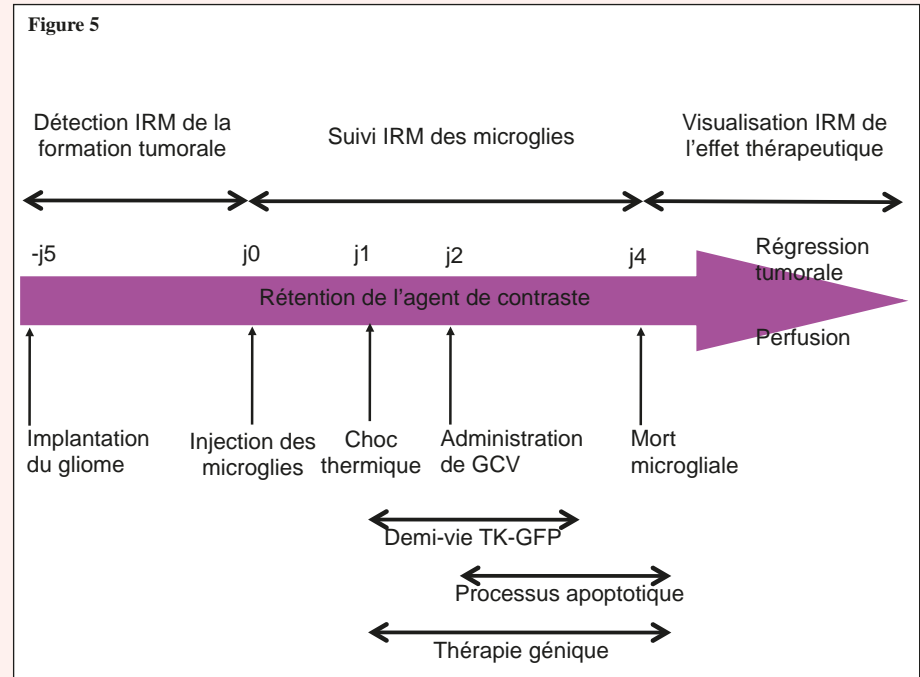 Figure 5
Détection IRM de la
formation tumorale
Suivi IRM des microglies
Visualisation IRM de
l'effet thérapeutique
-j5
j0
j1
j2
j4
Régression
tumorale
Rétention de l'agent de contraste
Perfusion
Implantation
du gliome
Injection des
microglies
Choc
thermique
Administration
de GCV
Mort
microgliale
Demi-vie TK-GFP
Processus apoptotique
Thérapie génique